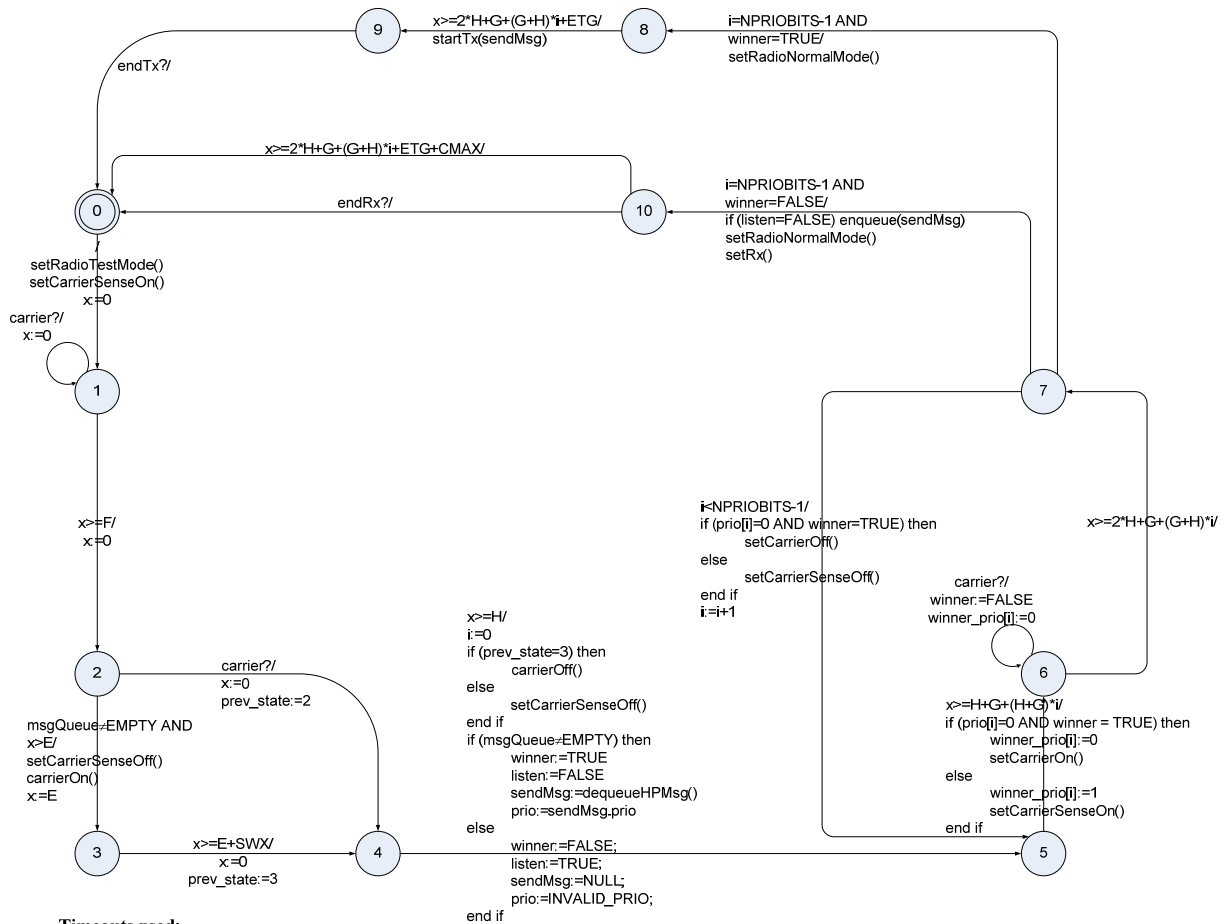 9
x>=2*H+G+(G+H)*i+ETG/
startTx(sendMsg)
8
i=NPRIOBITS-1 AND
winner=TRUE/
setRadioNormalMode()
endTx?/
x>=2*H+G+(G+H)*i+ETG+CMAX/
0
endRx?/
10
i=NPRIOBITS-1 AND
winner=FALSE/
if (listen=FALSE) enqueue(sendMsg)
setRadioNormalMode()
setRx()
/
setRadioTestMode()
setCarrierSenseOn()
x:=0
carrier?/
x:=0
1
7
x>=F/
x:=0
i<NPRIOBITS-1/
if (prio[i]=0 AND winner=TRUE) then
setCarrierOff()
else
setCarrierSenseOff()
end if
i:=i+1
x>=2*H+G+(G+H)*i/
carrier?/
winner:=FALSE
winner_prio[i]:=0
2
carrier?/
x:=0
prev_state:=2
6
msgQueue≠EMPTY AND
x>E/
setCarrierSenseOff()
carrierOn()
x:=E
x>=H/
i:=0
if (prev_state=3) then
carrierOff()
else
setCarrierSenseOff()
end if
if (msgQueue≠EMPTY) then
winner:=TRUE
listen:=FALSE
sendMsg:=dequeueHPMsg()
prio:=sendMsg.prio
else
winner:=FALSE;
listen:=TRUE;
sendMsg:=NULL;
prio:=INVALID_PRIO;
end if
x>=H+G+(H+G)*i/
if (prio[i]=0 AND winner = TRUE) then
winner_prio[i]:=0
setCarrierOn()
else
winner_prio[i]:=1
setCarrierSenseOn()
end if
3
x>=E+SWX/
x:=0
prev_state:=3
4
5